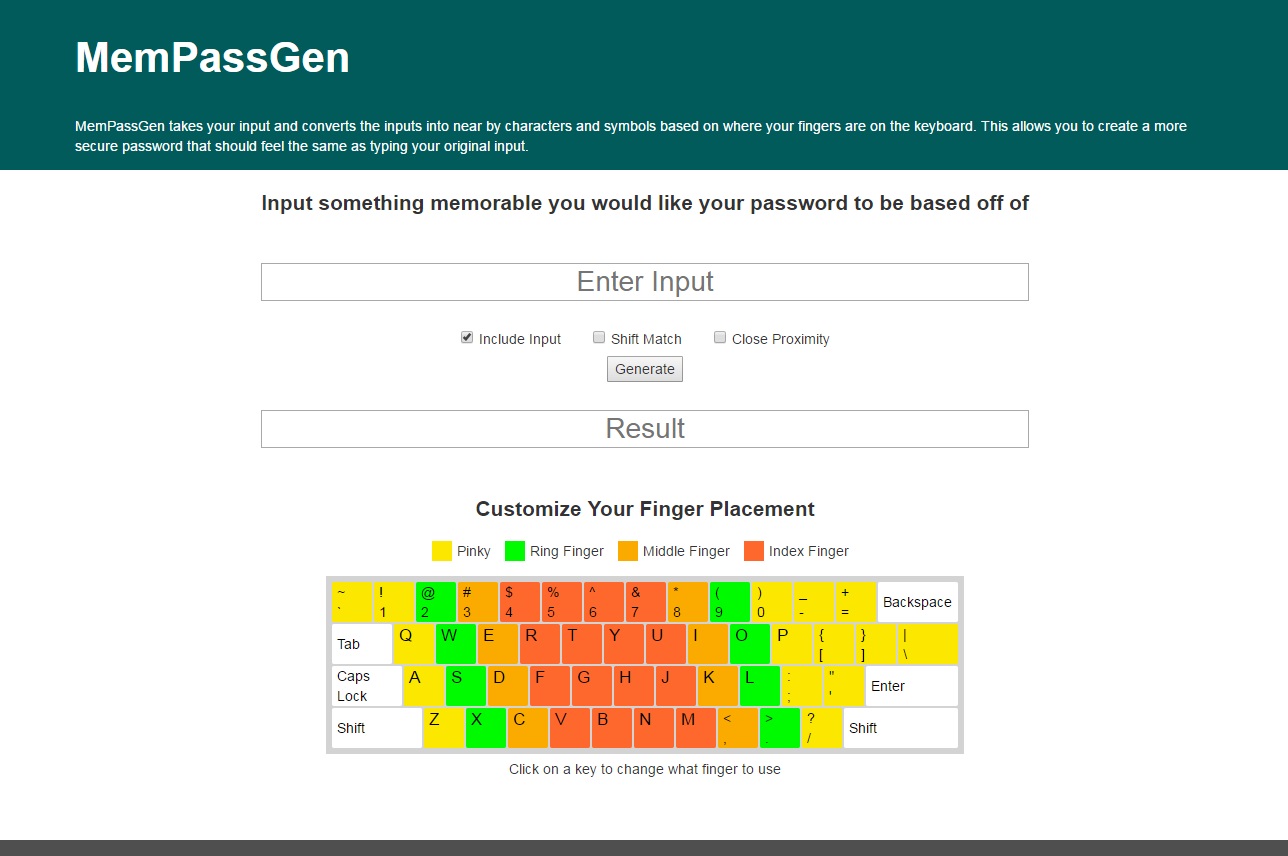 MemPassGen
MemPassGen takes your input and converts the inputs into near by characters and symbols based on where your fingers are on the keyboard. This allows you to create a more
secure password that should feel the same as typing your original input.
Input something memorable you would like your password to be based off of
Enter Input
Include Input Shift Match Close Proximity
Generate
Result
Customize Your Finger Placement
Pinky Ring Finger Middle Finger Index Finger
~ ! @ # $ % ^ & * ( ) _ +
` 1 2 3 4 5 6 7 8 9 0 - = Backspace
Tab Q W E R T Y U I O P { } |
[ ] \
Caps A S D F G H J K L : "
Lock ; ' Enter
Shift Z X C V B N M < > ? Shift
, . /
Click on a key to change what finger to use